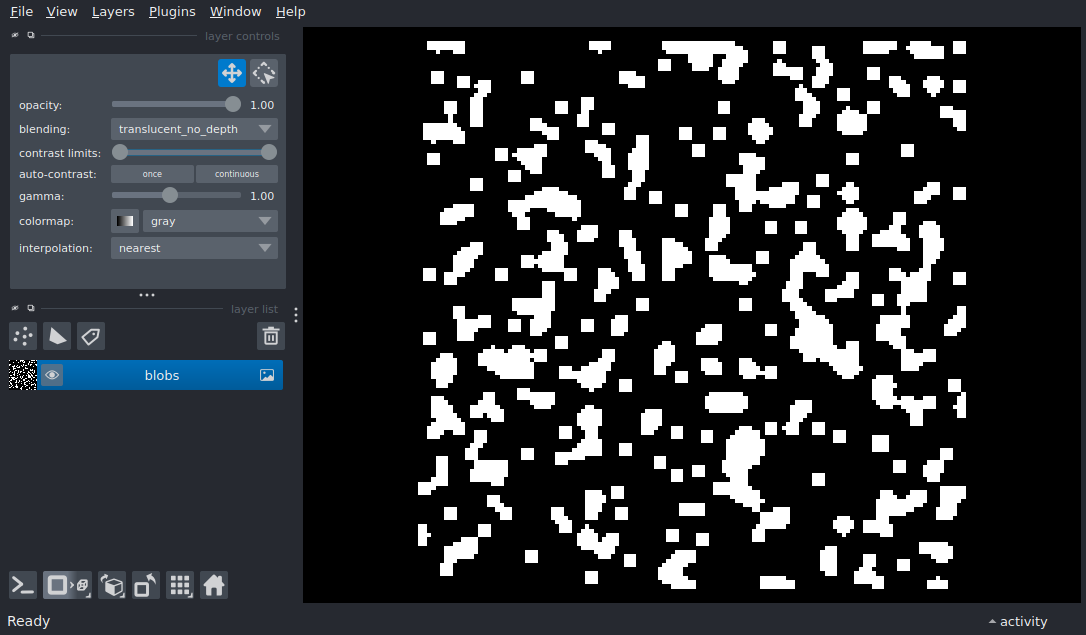 File View Layers Plugins Window Help
layer controls
opacity: 1.00
blending: translucent_no_depth
contrast limits:
auto-contrast: once continuous
gamma: 1.00
colormap: gray
interpolation: nearest
layer list
blobs
Ready activity